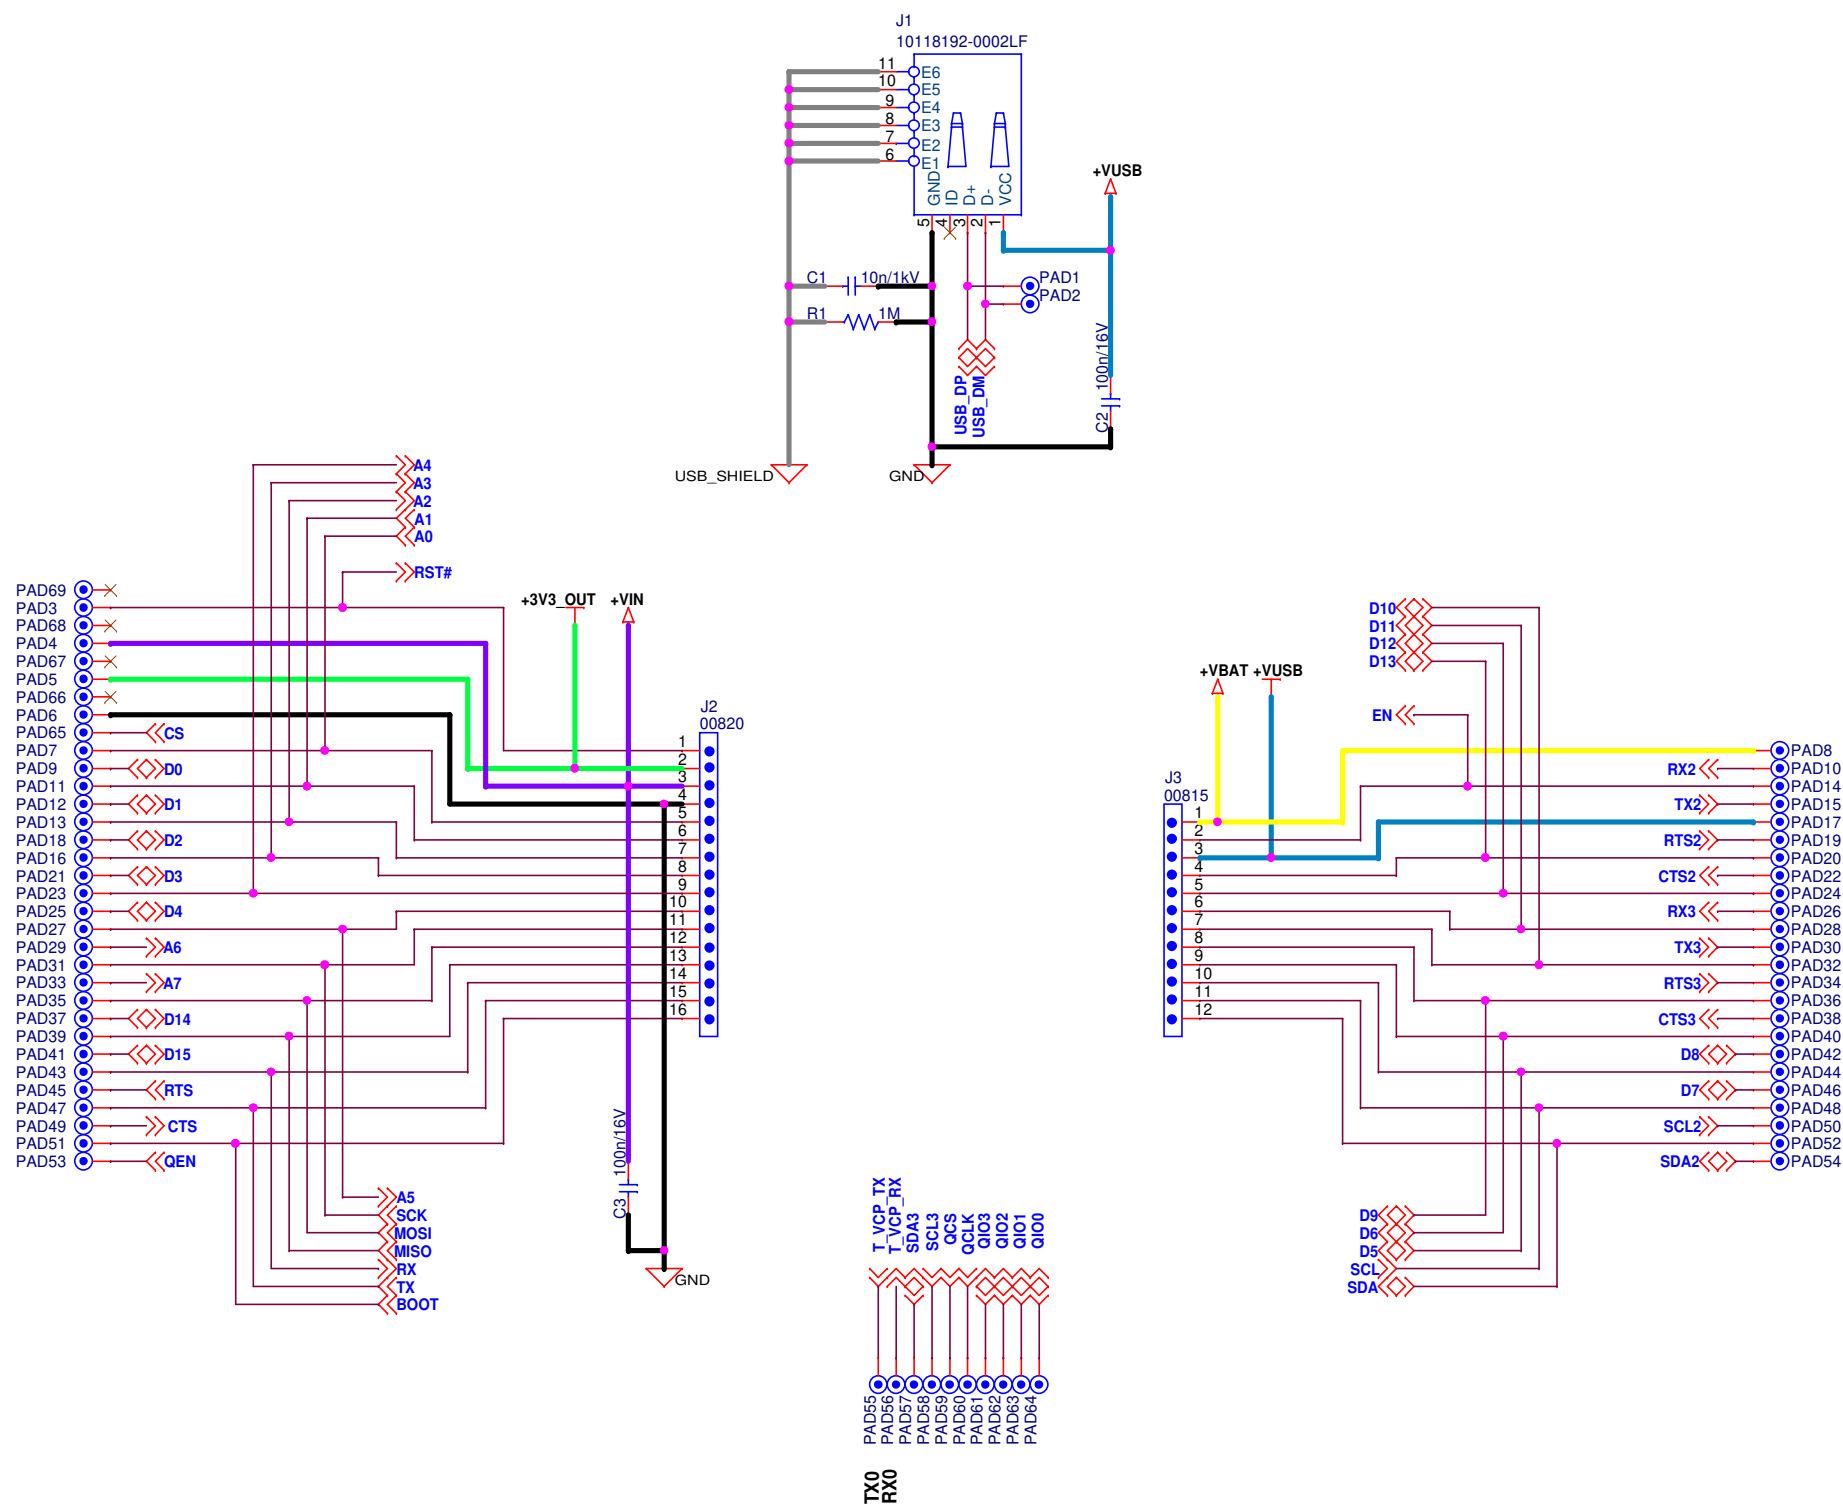 J1
10118192-0002LF
11 E6
10 E5
9 E4
8 E3
7 E2
6 E1
GND ID D+ D- VCC
5 4 3 2 1
+VUSB
C1 10n/1kV
R1 1M
PAD1
PAD2
USB_DP
USB_DM
100n/16V
C2
USB_SHIELD
GND
A4
A3
A2
A1
A0
RST#
PAD69
PAD3
PAD68
PAD4
PAD67
PAD5
PAD66
PAD6
PAD65 CS
PAD7
PAD9 D0
PAD11
PAD12 D1
PAD13
PAD18 D2
PAD16
PAD21 D3
PAD23
PAD25 D4
PAD27
PAD29 A6
PAD31
PAD33 A7
PAD35
PAD37 D14
PAD39
PAD41 D15
PAD43
PAD45 RTS
PAD47
PAD49 CTS
PAD51
PAD53 QEN
A5
SCK
MOSI
MISO
RX
TX
BOOT
+3V3_OUT +VIN
J2
00820
1
2
3
4
5
6
7
8
9
10
11
12
13
14
15
16
100n/16V
C3
GND
T_VCP_TX
T_VCP_RX
SDA3
SCL3
QCS
QCLK
QIO3
QIO2
QIO1
QIO0
PAD55
PAD56
PAD57
PAD58
PAD59
PAD60
PAD61
PAD62
PAD63
PAD64
TX0
RX0
D10
D11
D12
D13
+VBAT +VUSB
EN
J3
00815
1
2
3
4
5
6
7
8
9
10
11
12
PAD8
RX2 PAD10
PAD14
TX2 PAD15
PAD17
RTS2 PAD19
PAD20
CTS2 PAD22
PAD24
RX3 PAD26
PAD28
TX3 PAD30
PAD32
RTS3 PAD34
PAD36
CTS3 PAD38
PAD40
D8 PAD42
PAD44
D7 PAD46
PAD48
SCL2 PAD50
PAD52
SDA2 PAD54
D9
D6
D5
SCL
SDA